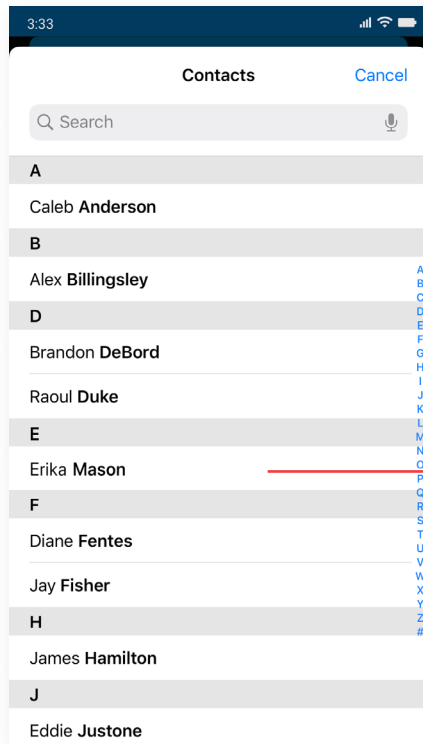 3:33
Contacts
Cancel
Search
A
Caleb Anderson
B
Alex Billingsley
D
Brandon DeBord
Raoul Duke
E
Erika Mason
F
Diane Fentes
Jay Fisher
H
James Hamilton
J
Eddie Justone
A
B
C
D
E
F
G
H
I
J
K
L
M
N
O
P
Q
R
S
T
U
V
W
X
Y
Z
#